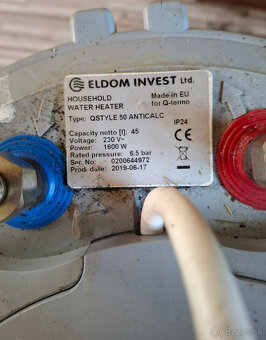 ELDOM INVEST Ltd.
HOUSEHOLD
WATER HEATER
Made in EU
for Q-termo
Type: QSTYLE 50 ANTICALC
Capacity netto [l]: 45
Voltage: 230 V~
Power: 1600 W
Rated pressure: 6.5 bar
Ser. No: 0200644972
Prod. date: 2019-06-17
IP24
CE